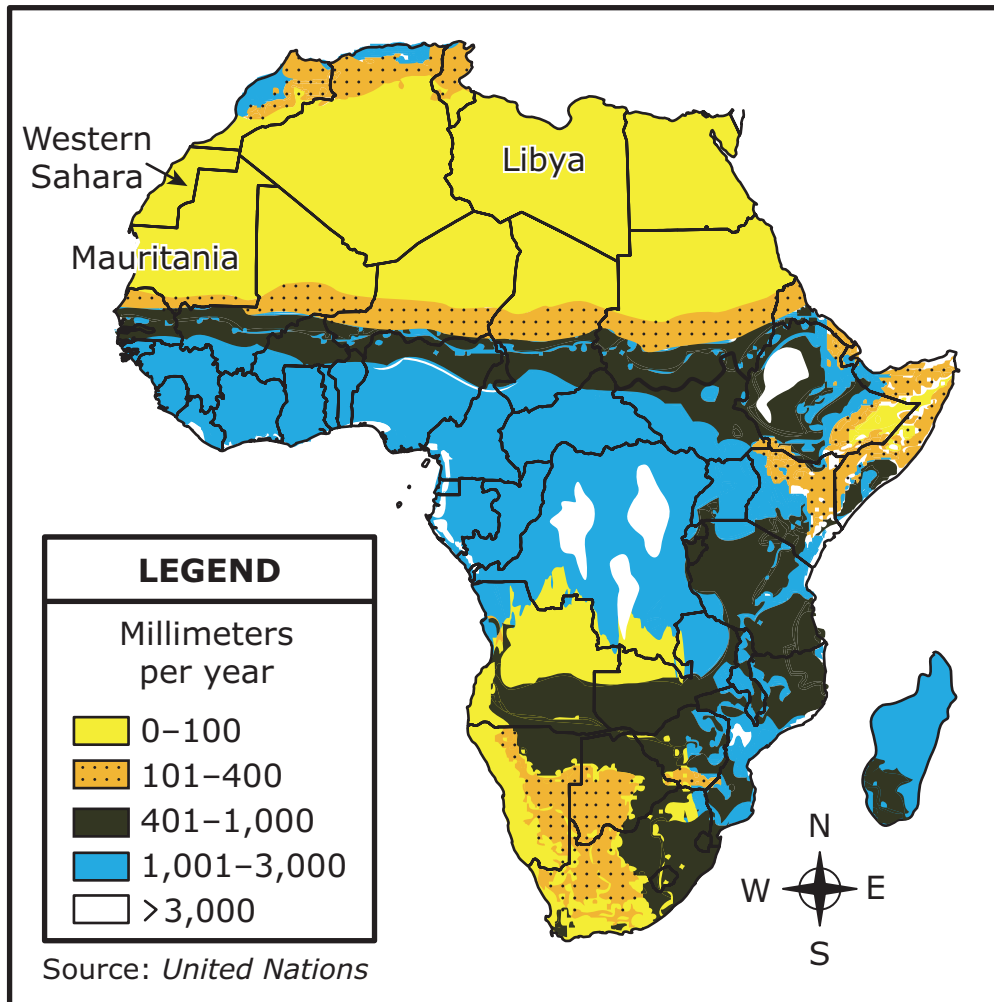 Western
Sahara
Libya
Mauritania
LEGEND
Millimeters
per year
0–100
101–400
401–1,000
1,001–3,000
>3,000
N
W
E
S
Source: United Nations